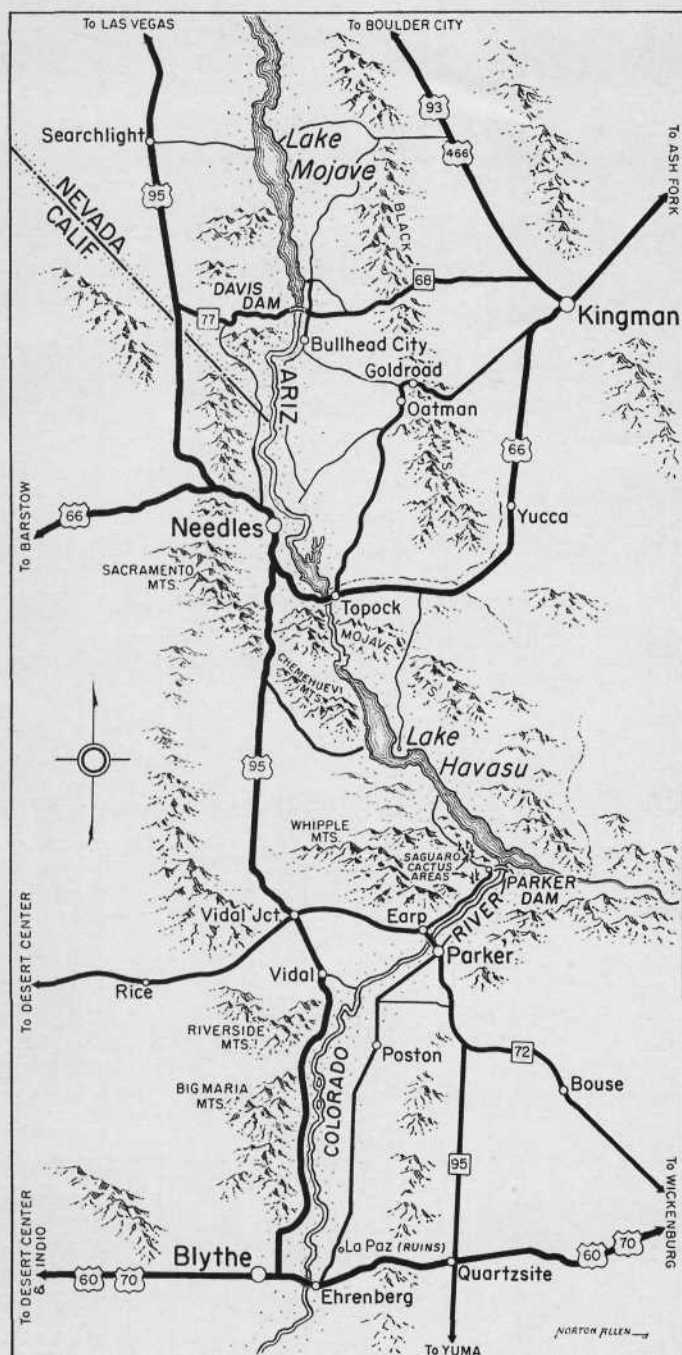 To LAS VEGAS
To BOULDER CITY
To ASH FORK
93
466
Searchlight
Lake
Mojave
95
NEVADA
CALIF
BLACK
DAVIS
DAM
68
77
Kingman
Bullhead City
ARIZ
Goldroad
Oatman
MTS.
66
To BARSTOW
66
Needles
Yucca
SACRAMENTO
MTS.
Topock
MOJAVE
MTS.
CHEMEHUEVI
MTS.
Lake
Havasu
95
WHIPPLE
MTS.
SAGUARO
CACTUS
AREAS
PARKER
DAM
Vidal Jct.
Earp
RIVER
Parker
To DESERT CENTER
Rice
Vidal
RIVERSIDE
MTS.
Poston
72
BIG MARIA
MTS.
COLORADO
Bouse
95
To WICKENBURG
La Paz (RUINS)
60
70
Blythe
Quartzsite
To DESERT CENTER
& INDIO
60
70
Ehrenberg
To YUMA
NORTON ALLEN